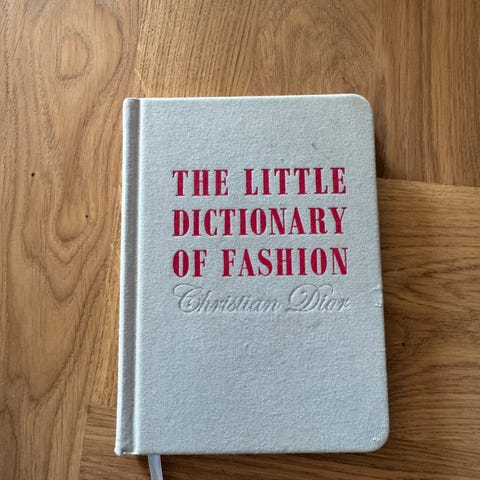 THE LITTLE
DICTIONARY
OF FASHION
Christian Dior